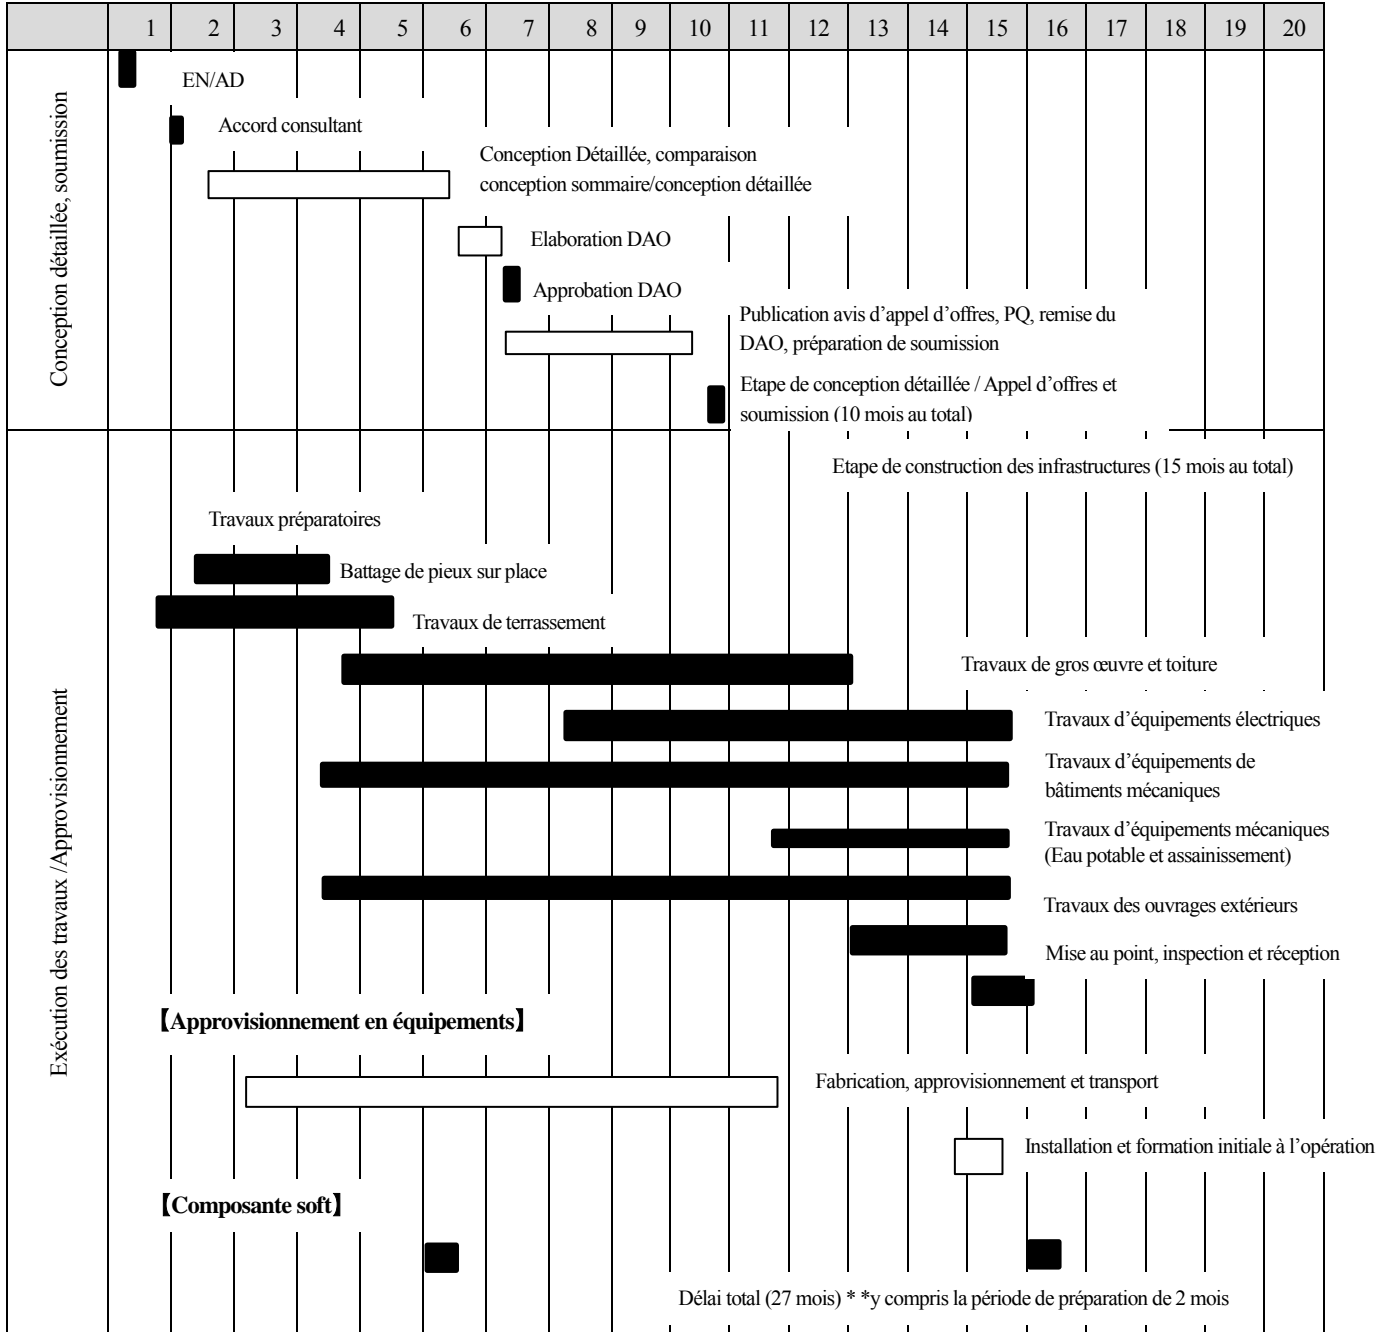 1 2 3 4 5 6 7 8 9 10 11 12 13 14 15 16 17 18 19 20
Conception détaillée, soumission
EN/AD
Accord consultant
Conception Détaillée, comparaison
conception sommaire/conception détaillée
Elaboration DAO
Approbation DAO
Publication avis d’appel d’offres, PQ, remise du
DAO, préparation de soumission
Etape de conception détaillée / Appel d’offres et
soumission (10 mois au total)
Exécution des travaux /Approvisionnement
Etape de construction des infrastructures (15 mois au total)
Travaux préparatoires
Battage de pieux sur place
Travaux de terrassement
Travaux de gros œuvre et toiture
Travaux d’équipements électriques
Travaux d’équipements de
bâtiments mécaniques
Travaux d’équipements mécaniques
(Eau potable et assainissement)
Travaux des ouvrages extérieurs
Mise au point, inspection et réception
【Approvisionnement en équipements】
Fabrication, approvisionnement et transport
Installation et formation initiale à l’opération
【Composante soft】
Délai total (27 mois) * *y compris la période de préparation de 2 mois